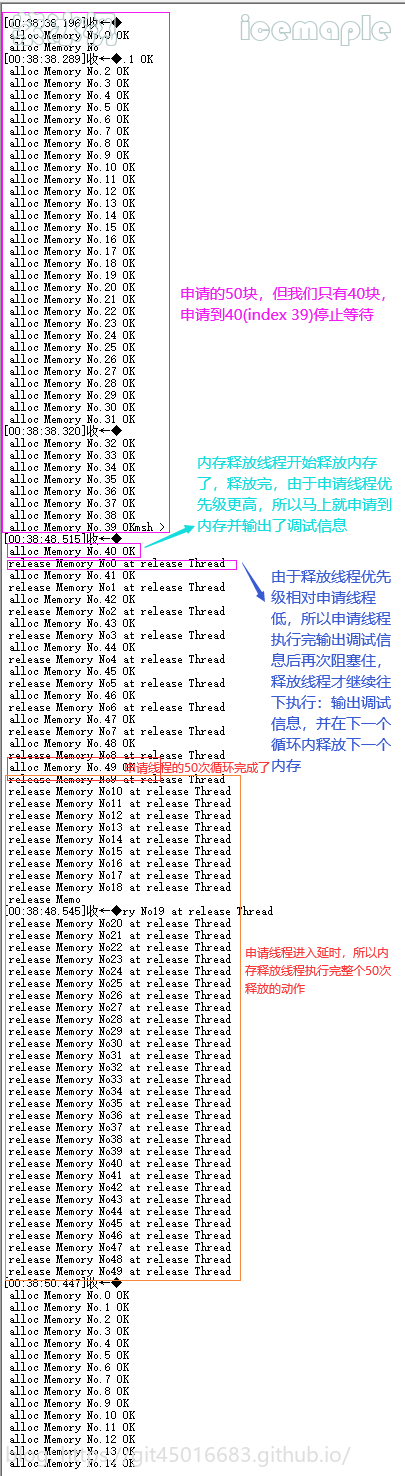 icemaple
[00:38:38.196]收←◆
alloc Memory No.0 OK
alloc Memory No
[00:38:38.289]收←◆.1 OK
alloc Memory No.2 OK
alloc Memory No.3 OK
alloc Memory No.4 OK
alloc Memory No.5 OK
alloc Memory No.6 OK
alloc Memory No.7 OK
alloc Memory No.8 OK
alloc Memory No.9 OK
alloc Memory No.10 OK
alloc Memory No.11 OK
alloc Memory No.12 OK
alloc Memory No.13 OK
alloc Memory No.14 OK
alloc Memory No.15 OK
alloc Memory No.16 OK
alloc Memory No.17 OK
alloc Memory No.18 OK
alloc Memory No.19 OK
alloc Memory No.20 OK
alloc Memory No.21 OK
alloc Memory No.22 OK
alloc Memory No.23 OK
alloc Memory No.24 OK
alloc Memory No.25 OK
alloc Memory No.26 OK
alloc Memory No.27 OK
alloc Memory No.28 OK
alloc Memory No.29 OK
alloc Memory No.30 OK
alloc Memory No.31 OK
[00:38:38.320]收←◆
alloc Memory No.32 OK
alloc Memory No.33 OK
alloc Memory No.34 OK
alloc Memory No.35 OK
alloc Memory No.36 OK
alloc Memory No.37 OK
alloc Memory No.38 OK
alloc Memory No.39 OKmsh >
申请的50块，但我们只有40块，
申请到40(index 39)停止等待
[00:38:48.515]收←◆
alloc Memory No.40 OK
release Memory No0 at release Thread
alloc Memory No.41 OK
release Memory No1 at release Thread
alloc Memory No.42 OK
release Memory No2 at release Thread
alloc Memory No.43 OK
release Memory No3 at release Thread
alloc Memory No.44 OK
release Memory No4 at release Thread
alloc Memory No.45 OK
release Memory No5 at release Thread
alloc Memory No.46 OK
release Memory No6 at release Thread
alloc Memory No.47 OK
release Memory No7 at release Thread
alloc Memory No.48 OK
release Memory No8 at release Thread
alloc Memory No.49 OK
申请线程的50次循环完成了
release Memory No9 at release Thread
内存释放线程开始释放内存
了，释放完，由于申请线程优
先级更高，所以马上就申请到
内存并输出了调试信息
由于释放线程优先
级相对申请线程
低，所以申请线程
执行完输出调试信
息后再次阻塞住，
释放线程才继续往
下执行：输出调试
信息，并在下一个
循环内释放下一个
内存
release Memory No10 at release Thread
release Memory No11 at release Thread
release Memory No12 at release Thread
release Memory No13 at release Thread
release Memory No14 at release Thread
release Memory No15 at release Thread
release Memory No16 at release Thread
release Memory No17 at release Thread
release Memory No18 at release Thread
release Memo
[00:38:48.545]收←◆ry No19 at release Thread
release Memory No20 at release Thread
release Memory No21 at release Thread
release Memory No22 at release Thread
release Memory No23 at release Thread
release Memory No24 at release Thread
release Memory No25 at release Thread
release Memory No26 at release Thread
release Memory No27 at release Thread
release Memory No28 at release Thread
release Memory No29 at release Thread
release Memory No30 at release Thread
release Memory No31 at release Thread
release Memory No32 at release Thread
release Memory No33 at release Thread
release Memory No34 at release Thread
release Memory No35 at release Thread
release Memory No36 at release Thread
release Memory No37 at release Thread
release Memory No38 at release Thread
release Memory No39 at release Thread
release Memory No40 at release Thread
release Memory No41 at release Thread
release Memory No42 at release Thread
release Memory No43 at release Thread
release Memory No44 at release Thread
release Memory No45 at release Thread
release Memory No46 at release Thread
release Memory No47 at release Thread
release Memory No48 at release Thread
release Memory No49 at release Thread
申请线程进入延时，所以内
存释放线程执行完整个50次
释放的动作
[00:38:50.447]收←◆
alloc Memory No.0 OK
alloc Memory No.1 OK
alloc Memory No.2 OK
alloc Memory No.3 OK
alloc Memory No.4 OK
alloc Memory No.5 OK
alloc Memory No.6 OK
alloc Memory No.7 OK
alloc Memory No.8 OK
alloc Memory No.9 OK
alloc Memory No.10 OK
alloc Memory No.11 OK
alloc Memory No.12 OK
alloc Memory No.13 OK
alloc Memory No.14 OK
git45016683.github.io/